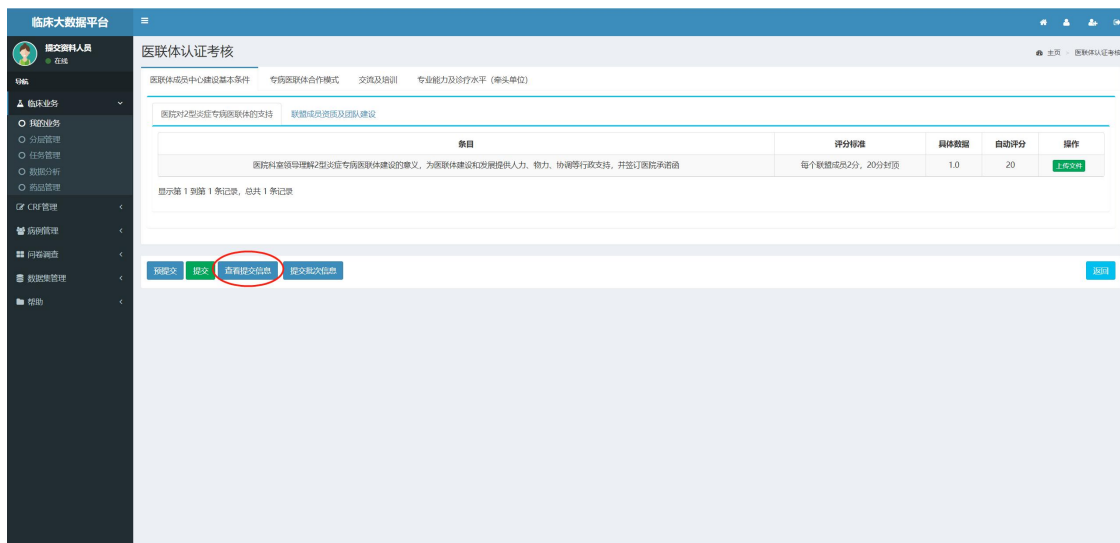 临床大数据平台
提交资料人员
在线
导航
临床业务
我的业务
分层管理
任务管理
数据分析
药品管理
CRF管理
病例管理
问卷调查
数据集管理
帮助
医联体认证考核
主页 > 医联体认证考核
医联体成员中心建设基本条件 专病医联体合作模式 交流及培训 专业能力及诊疗水平（牵头单位）
医院对2型炎症专病医联体的支持 联盟成员资质及团队建设
条目 评分标准 具体数据 自动评分 操作
医院科室领导理解2型炎症专病医联体建设的意义，为医联体建设和发展提供人力、物力、协调等行政支持，并签订医院承诺函 每个联盟成员2分，20分封顶 1.0 20 上传文件
显示第 1 到第 1 条记录，总共 1 条记录
预提交 提交 查看提交信息 提交批次信息 返回